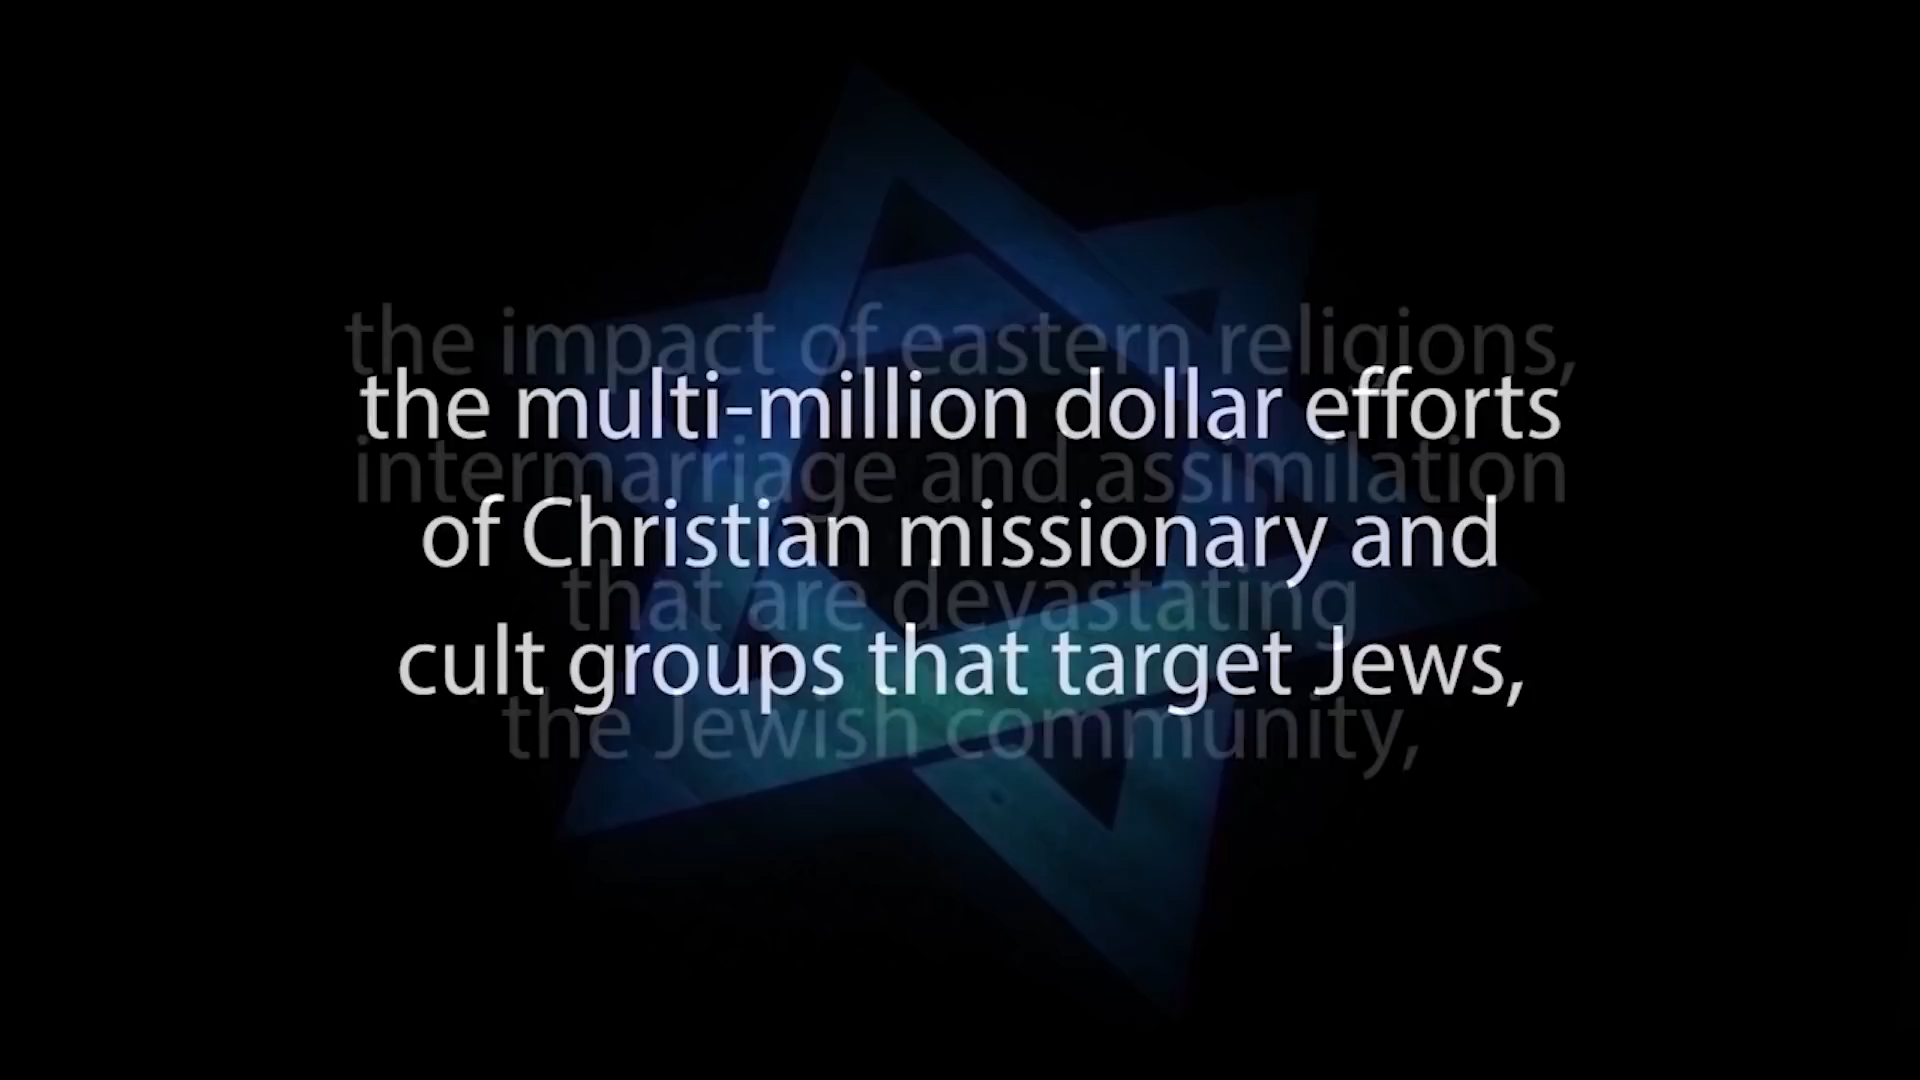 the multi-million dollar efforts
of Christian missionary and
cult groups that target Jews,
the impact of eastern religions,
intermarriage and assimilation
that are devastating
the Jewish community,